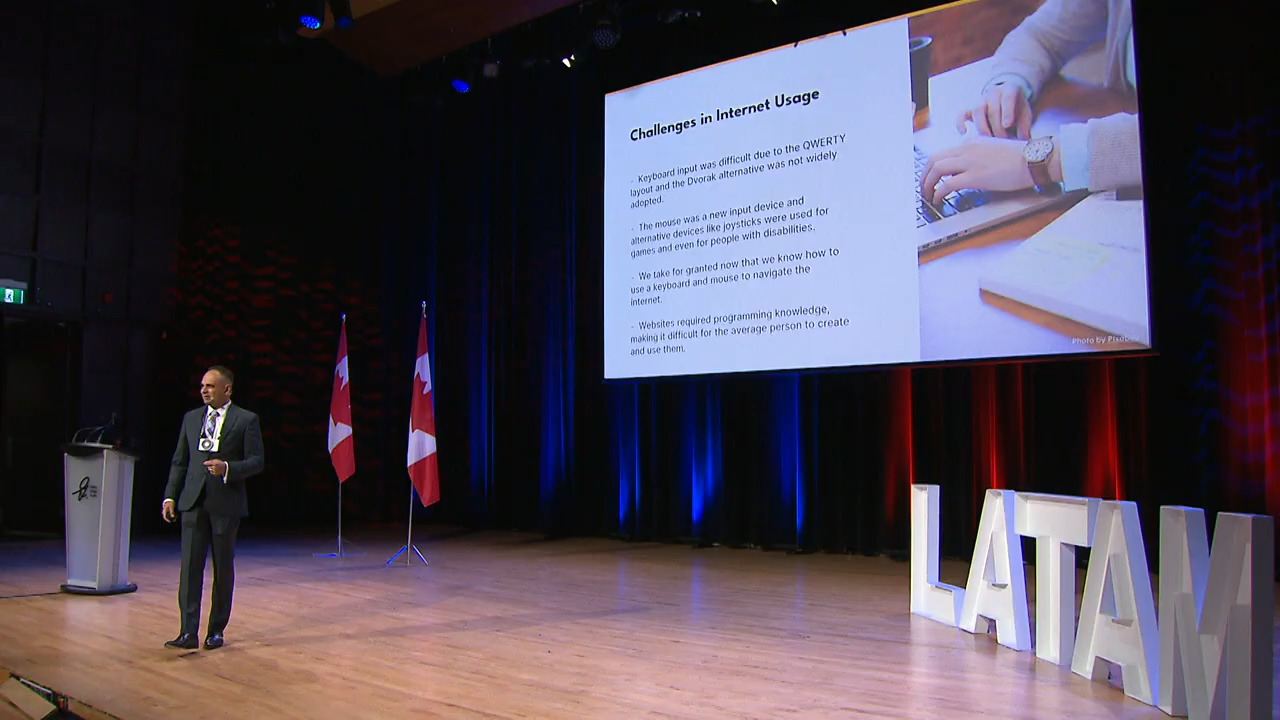 Challenges in Internet Usage
- Keyboard input was difficult due to the QWERTY
layout and the Dvorak alternative was not widely
adopted.
- The mouse was a new input device and
alternative devices like joysticks were used for
games and even for people with disabilities.
- We take for granted now that we know how to
use a keyboard and mouse to navigate the
internet.
- Websites required programming knowledge,
making it difficult for the average person to create
and use them.
Photo by
LATAM